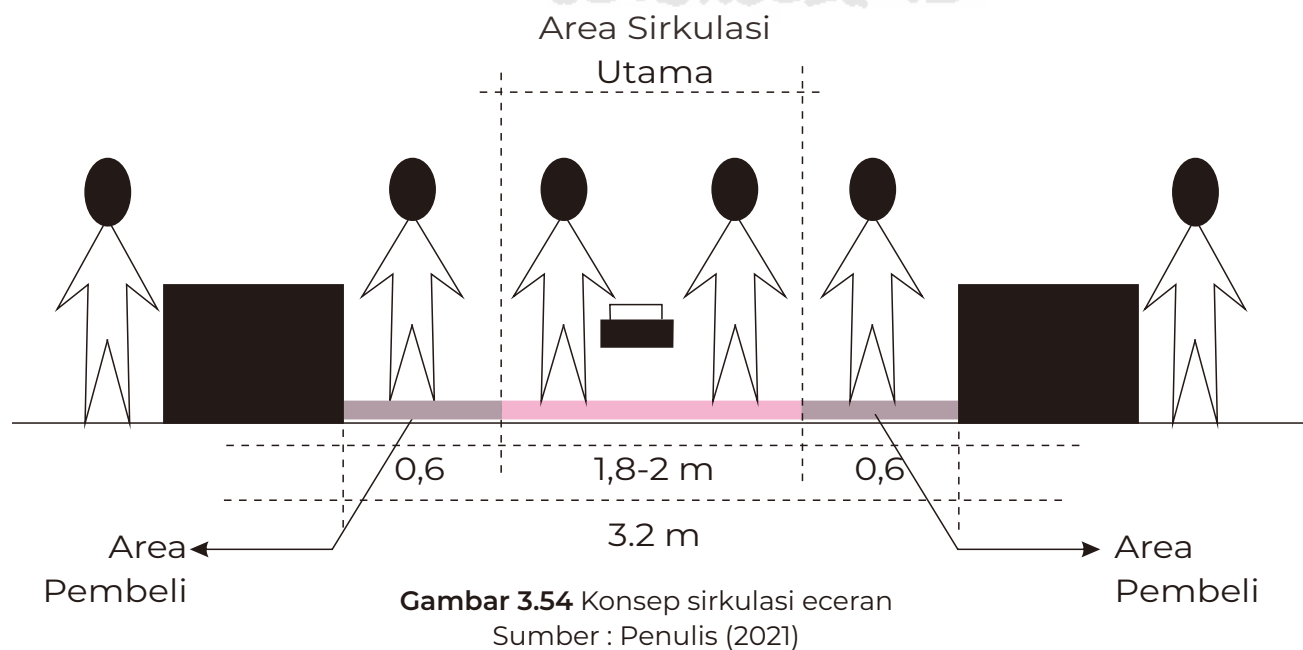 Area Sirkulasi
Utama
0,6
1,8-2 m
0,6
3.2 m
Area
Pembeli
Area
Pembeli
Gambar 3.54 Konsep sirkulasi eceran
Sumber : Penulis (2021)